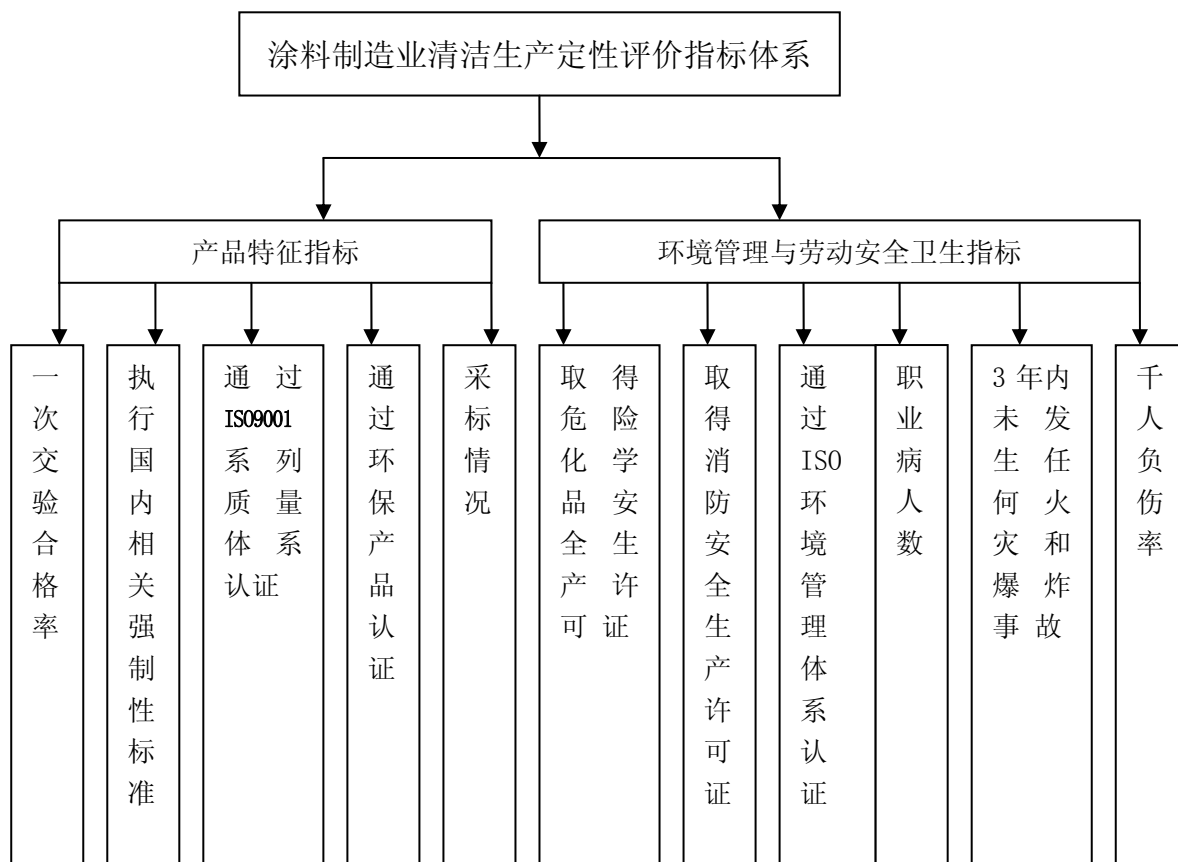 涂料制造业清洁生产定性评价指标体系
产品特征指标
环境管理与劳动安全卫生指标
一次交验合格率
执行国内相关强制性标准
通过
ISO9001
系列
质量
体系
认证
通过环保产品认证
采标情况
取得
危险
化学
品安
全生
产许
可证
取得消防安全生产许可证
通过ISO环境管理体系认证
职业病人数
3年内
未发
生任
何火
灾和
爆炸
事故
千人负伤率